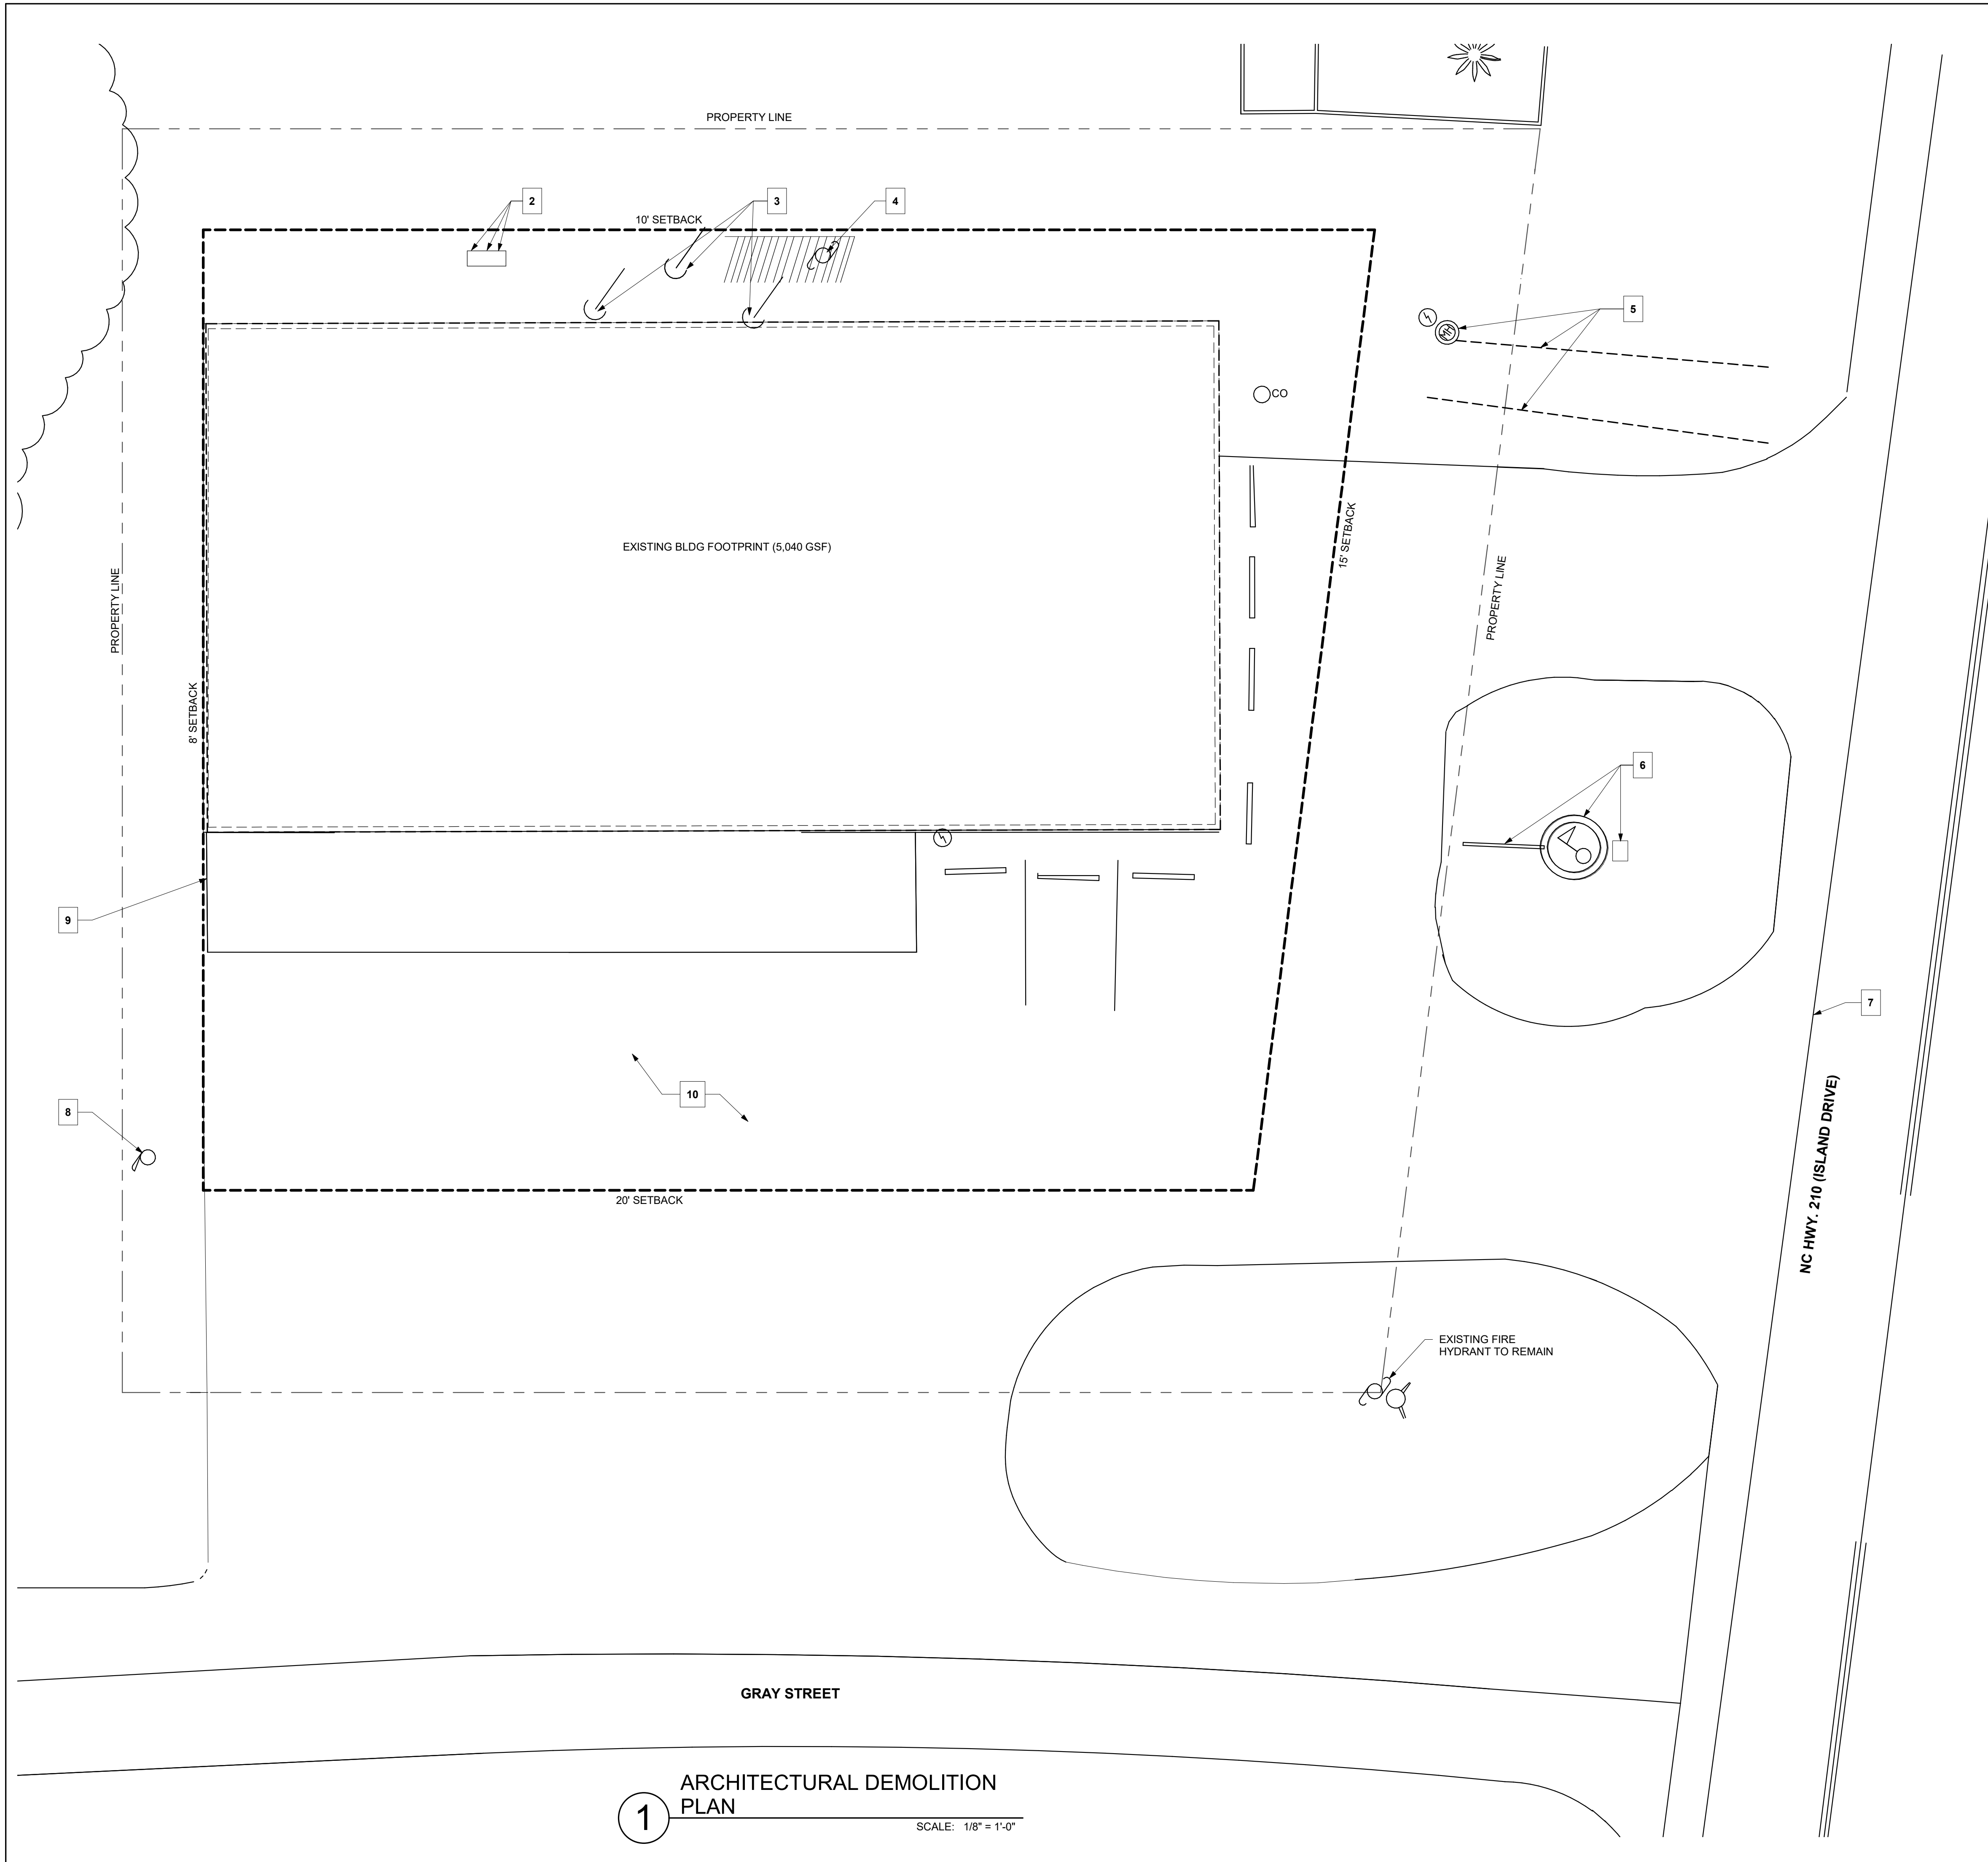 PROPERTY LINE
2
3
4
10' SETBACK
5
CO
EXISTING BLDG FOOTPRINT (5,040 GSF)
15' SETBACK
PROPERTY LINE
PROPERTY LINE
8' SETBACK
6
9
7
10
8
NC HWY. 210 (ISLAND DRIVE)
20' SETBACK
EXISTING FIRE
HYDRANT TO REMAIN
GRAY STREET
1
ARCHITECTURAL DEMOLITION
PLAN
SCALE: 1/8" = 1'-0"